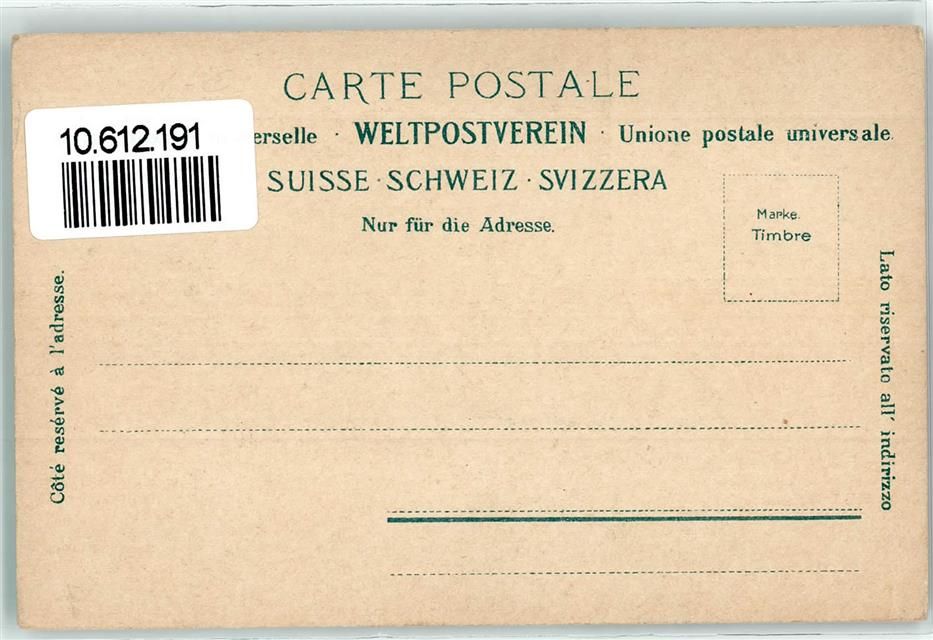 CARTE POSTALE
10.612.191
erselle · WELTPOSTVEREIN · Unione postale universale.
SUISSE · SCHWEIZ · SVIZZERA
Nur für die Adresse.
Marke.
Timbre
Côté resérvé à l'adresse.
Lato riservato all' indirizzo